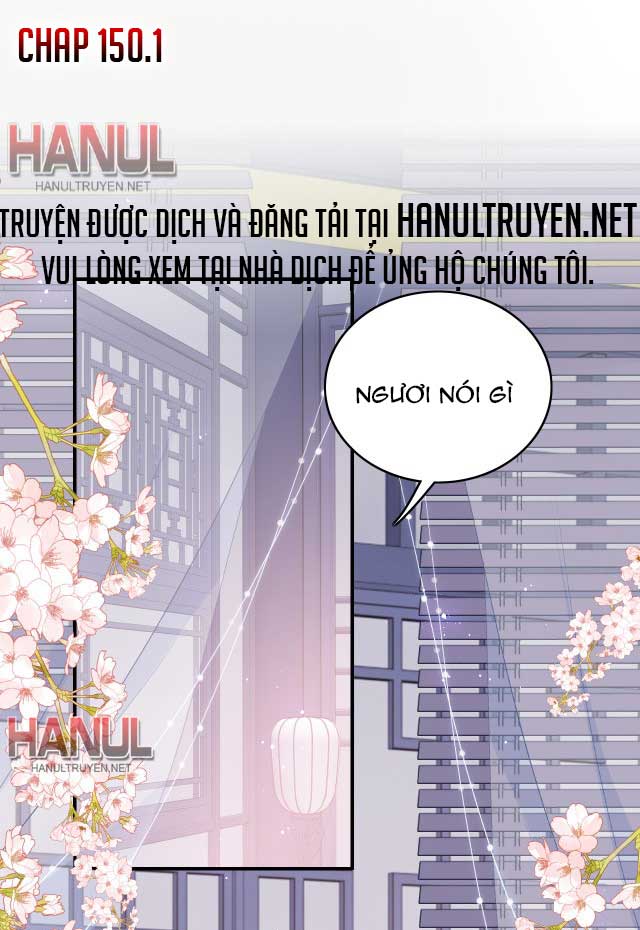 CHAP 150.1
HANUL
HANULTRUYEN.NET
TRUYỆN ĐƯỢC DỊCH VÀ ĐĂNG TẢI TẠI HANULTRUYEN.NET
VUI LÒNG XEM TẠI NHÀ DỊCH ĐỂ ỦNG HỘ CHÚNG TÔI.
NGƯƠI NÓI GÌ
HANUL
HANULTRUYEN.NET